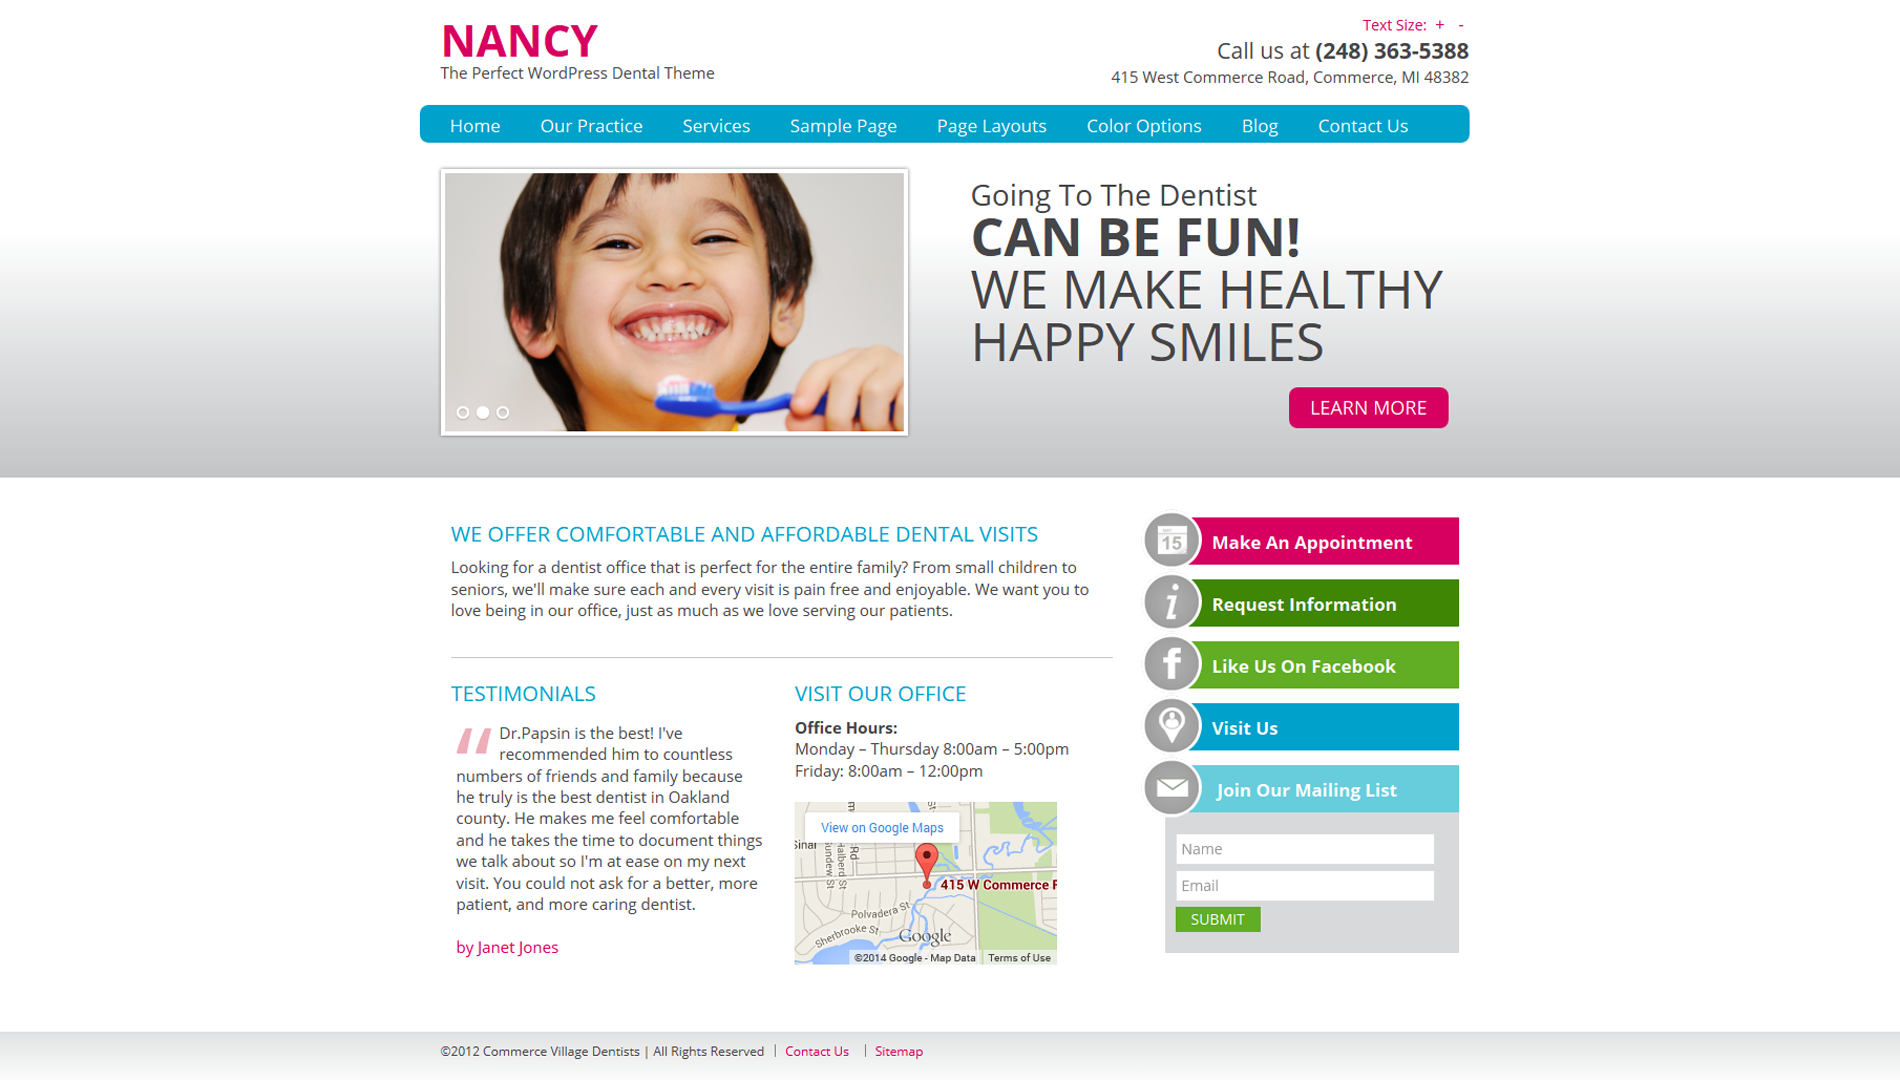 NANCY
The Perfect WordPress Dental Theme
Text Size: + -
Call us at (248) 363-5388
415 West Commerce Road, Commerce, MI 48382
Home Our Practice Services Sample Page Page Layouts Color Options Blog Contact Us
Going To The Dentist
CAN BE FUN!
WE MAKE HEALTHY
HAPPY SMILES
LEARN MORE
WE OFFER COMFORTABLE AND AFFORDABLE DENTAL VISITS
Looking for a dentist office that is perfect for the entire family? From small children to
seniors, we'll make sure each and every visit is pain free and enjoyable. We want you to
love being in our office, just as much as we love serving our patients.
TESTIMONIALS
“ Dr.Papsin is the best! I've
recommended him to countless
numbers of friends and family because
he truly is the best dentist in Oakland
county. He makes me feel comfortable
and he takes the time to document things
we talk about so I'm at ease on my next
visit. You could not ask for a better, more
patient, and more caring dentist.
by Janet Jones
VISIT OUR OFFICE
Office Hours:
Monday – Thursday 8:00am – 5:00pm
Friday: 8:00am – 12:00pm
View on Google Maps
Rd
Halberd St
415 W Commerce
Polvadera St
Sherbrooke St
Google
©2014 Google - Map Data Terms of Use
15
Make An Appointment
i
Request Information
f
Like Us On Facebook
Visit Us
Join Our Mailing List
Name
Email
SUBMIT
©2012 Commerce Village Dentists | All Rights Reserved | Contact Us | Sitemap